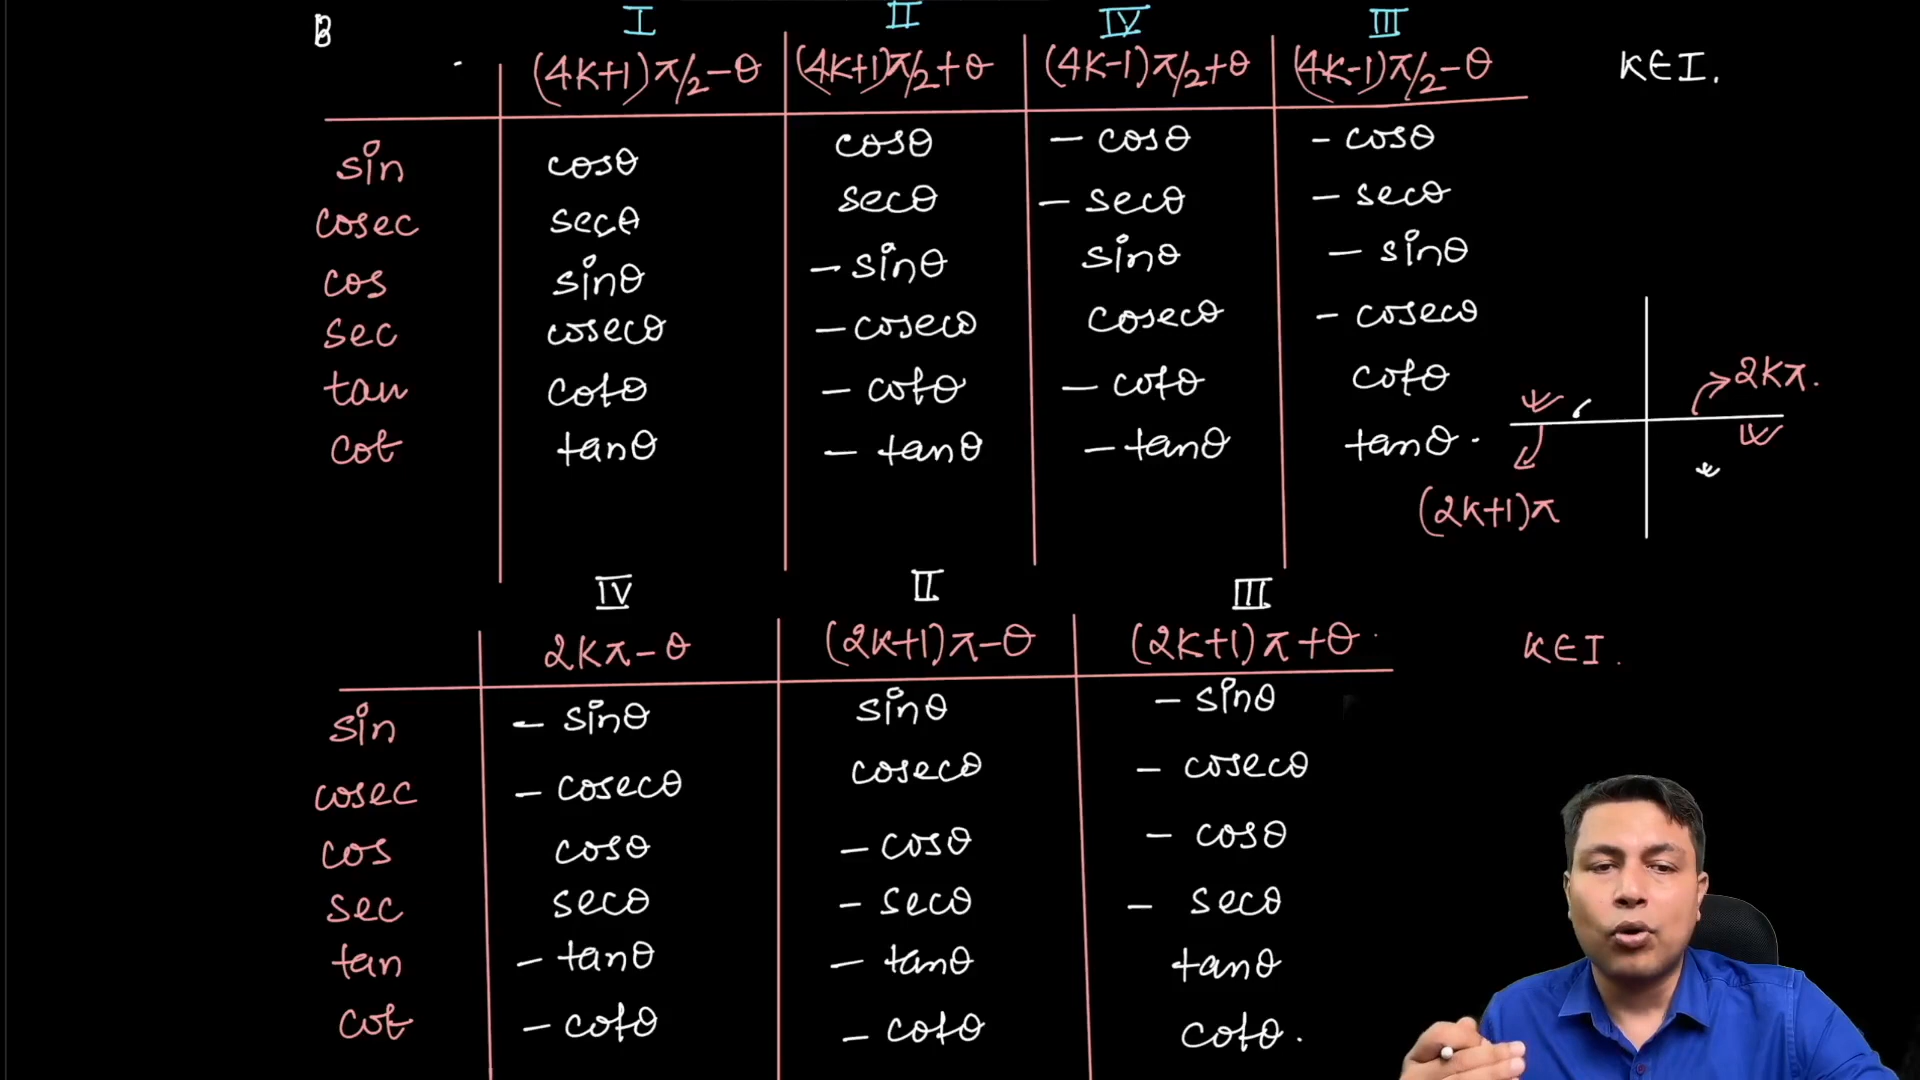 B
I II IV III
(4K+1)π/2-θ (4K+1)π/2+θ (4K-1)π/2+θ (4K-1)π/2-θ K∈I.
sin cosθ cosθ - cosθ - cosθ
cosec secθ secθ - secθ - secθ
cos sinθ - sinθ sinθ - sinθ
sec cosecθ - cosecθ cosecθ - cosecθ
tan cotθ - cotθ - cotθ cotθ
cot tanθ - tanθ - tanθ tanθ.
2Kπ.
(2K+1)π
IV II III
2Kπ-θ (2K+1)π-θ (2K+1)π+θ K∈I.
sin - sinθ sinθ - sinθ
cosec - cosecθ cosecθ - cosecθ
cos cosθ - cosθ - cosθ
sec secθ - secθ - secθ
tan - tanθ - tanθ tanθ
cot - cotθ - cotθ cotθ.